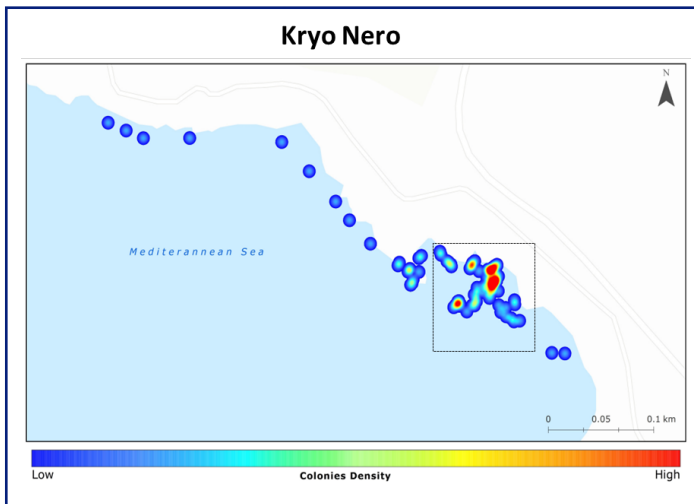 Kryo Nero
N
Mediterannean Sea
0 0.05 0.1 km
Low Colonies Density High